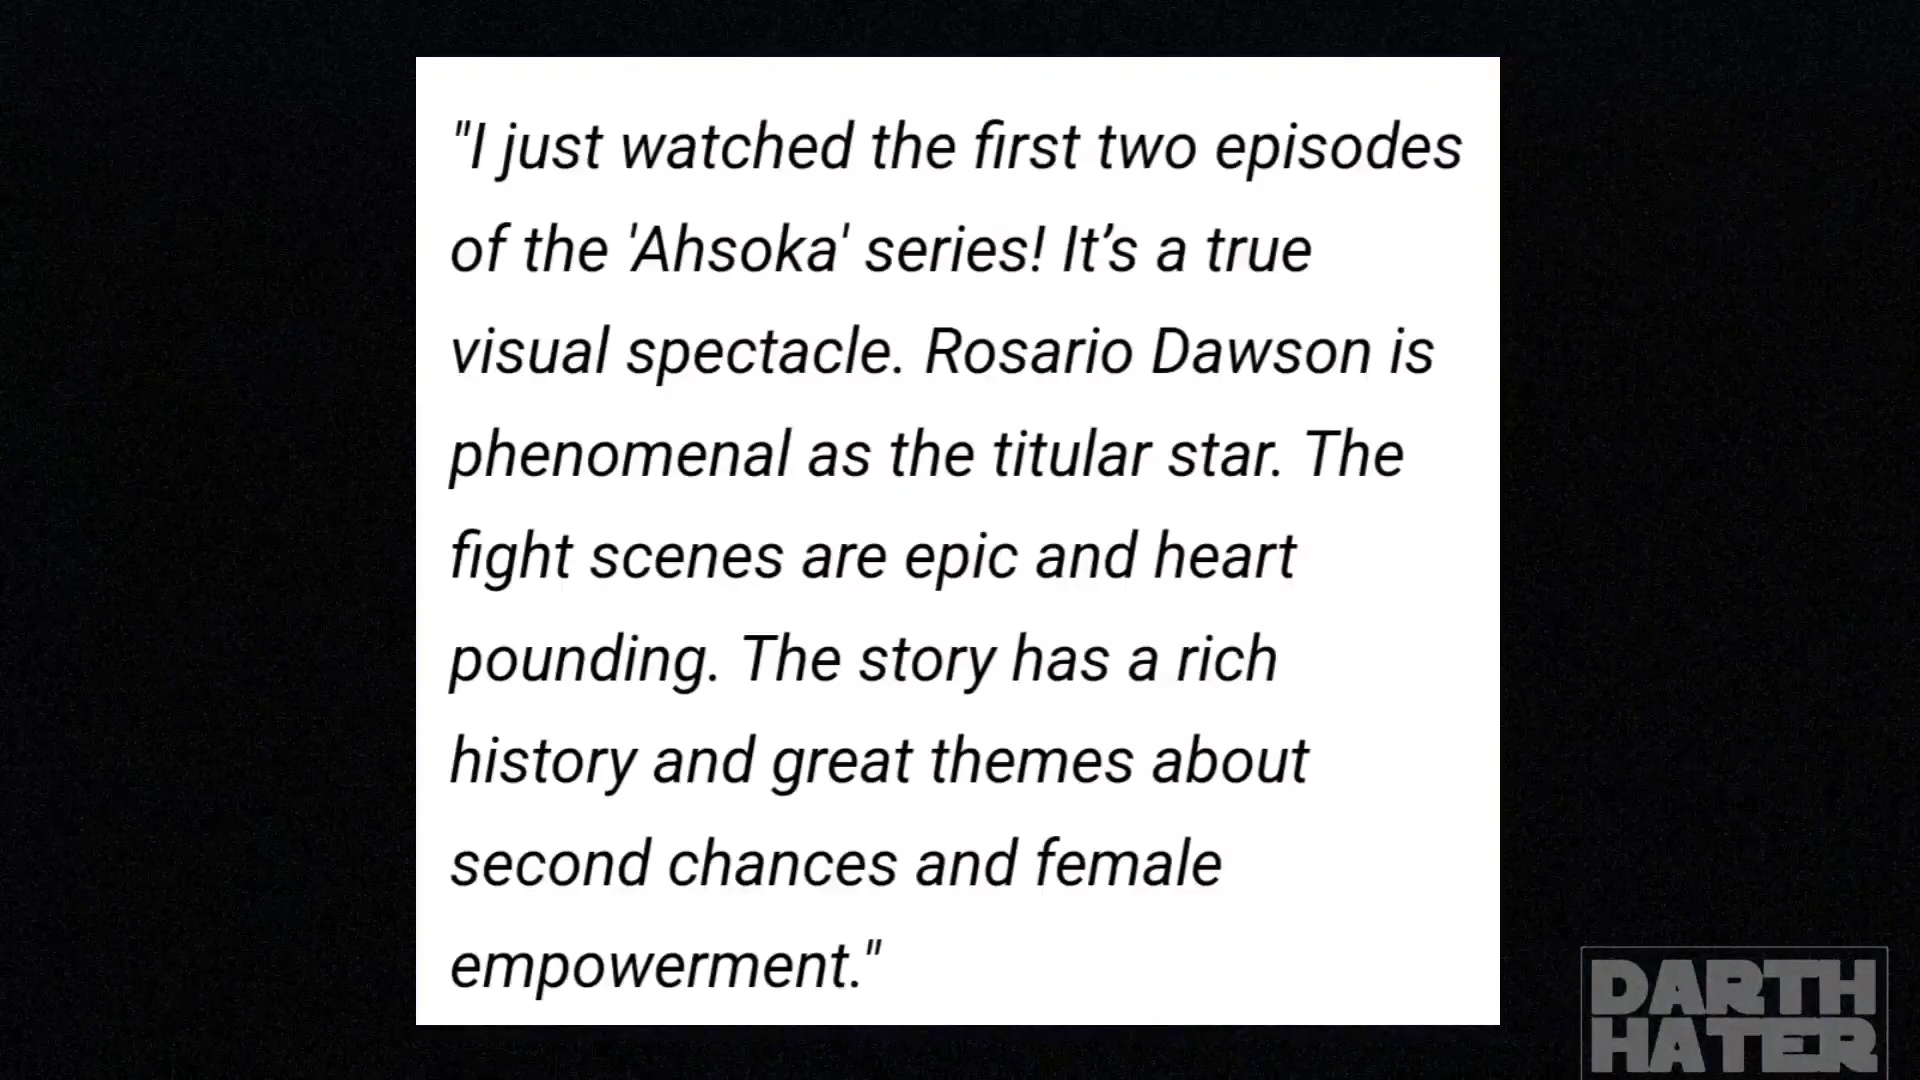 "I just watched the first two episodes
of the 'Ahsoka' series! It’s a true
visual spectacle. Rosario Dawson is
phenomenal as the titular star. The
fight scenes are epic and heart
pounding. The story has a rich
history and great themes about
second chances and female
empowerment."
DARTH
HATER